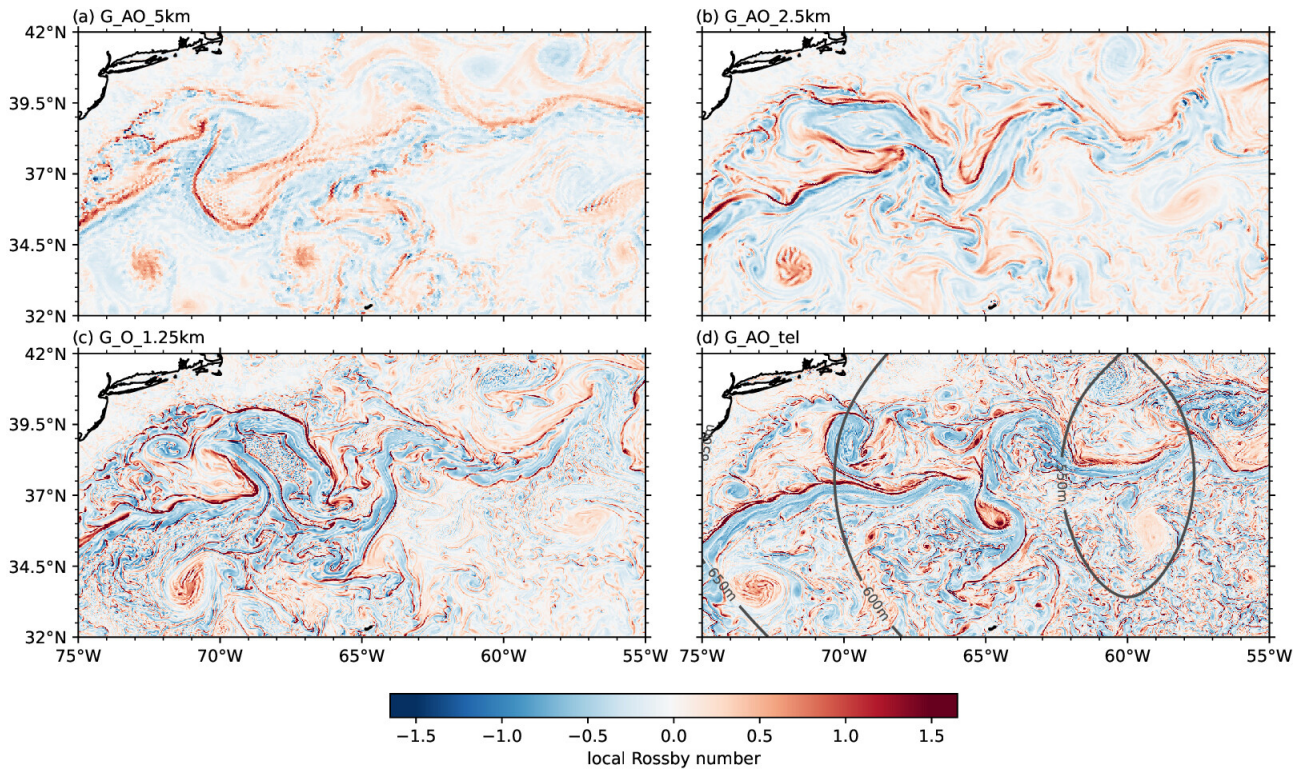 (a) G_AO_5km
(b) G_AO_2.5km
42°N
39.5°N
37°N
34.5°N
32°N
(c) G_O_1.25km
(d) G_AO_tel
42°N
39.5°N
37°N
34.5°N
32°N
650m
550m
650m
600m
75°W 70°W 65°W 60°W 55°W
75°W 70°W 65°W 60°W 55°W
−1.5 −1.0 −0.5 0.0 0.5 1.0 1.5
local Rossby number